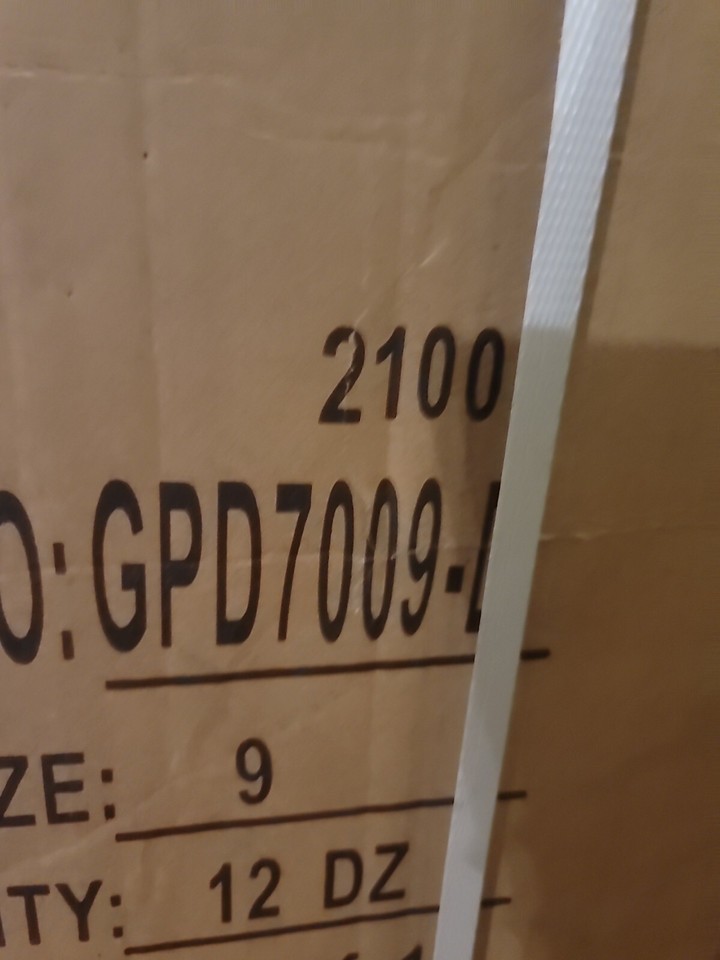 2100
O:GPD7009-
ZE: 9
ITY: 12 DZ